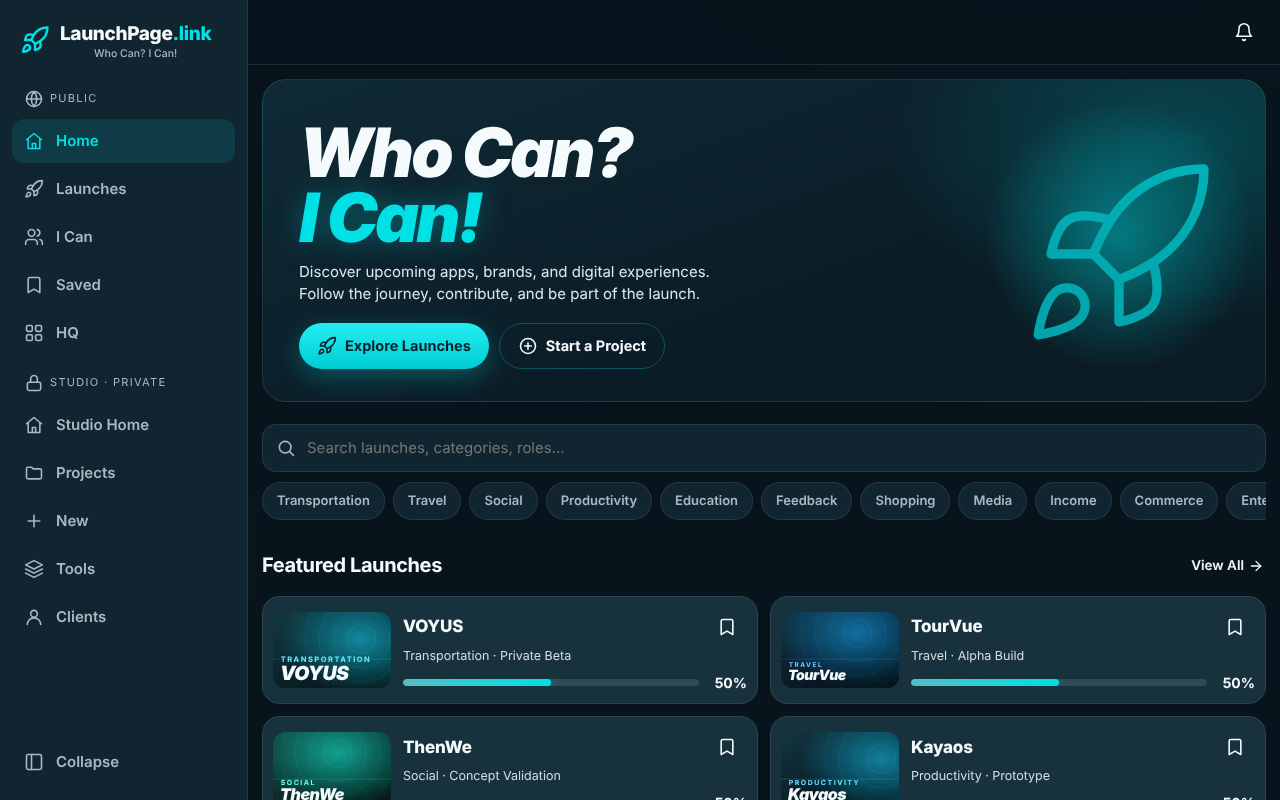 LaunchPage.link
Who Can? I Can!
PUBLIC
Home
Launches
I Can
Saved
HQ
STUDIO · PRIVATE
Studio Home
Projects
New
Tools
Clients
Collapse
Who Can?
I Can!
Discover upcoming apps, brands, and digital experiences.
Follow the journey, contribute, and be part of the launch.
Explore Launches
Start a Project
Search launches, categories, roles...
Transportation
Travel
Social
Productivity
Education
Feedback
Shopping
Media
Income
Commerce
Featured Launches
View All
TRANSPORTATION
VOYUS
VOYUS
Transportation · Private Beta
50%
TRAVEL
TourVue
TourVue
Travel · Alpha Build
50%
SOCIAL
ThenWe
ThenWe
Social · Concept Validation
PRODUCTIVITY
Kayaos
Kayaos
Productivity · Prototype